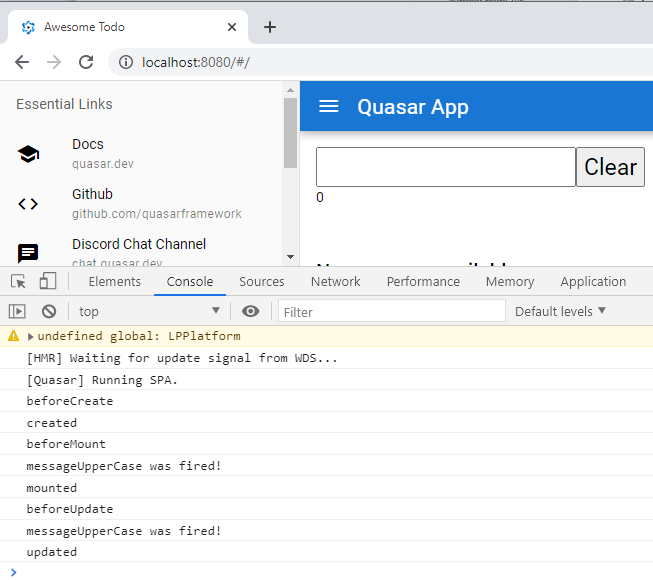 Awesome Todo
localhost:8080/#/
Essential Links
Docs
quasar.dev
Github
github.com/quasarframework
Discord Chat Channel
chat.quasar.dev
Quasar App
Clear
0
Elements Console Sources Network Performance Memory Application
top Filter Default levels
undefined global: LPPlatform
[HMR] Waiting for update signal from WDS...
[Quasar] Running SPA.
beforeCreate
created
beforeMount
messageUpperCase was fired!
mounted
beforeUpdate
messageUpperCase was fired!
updated